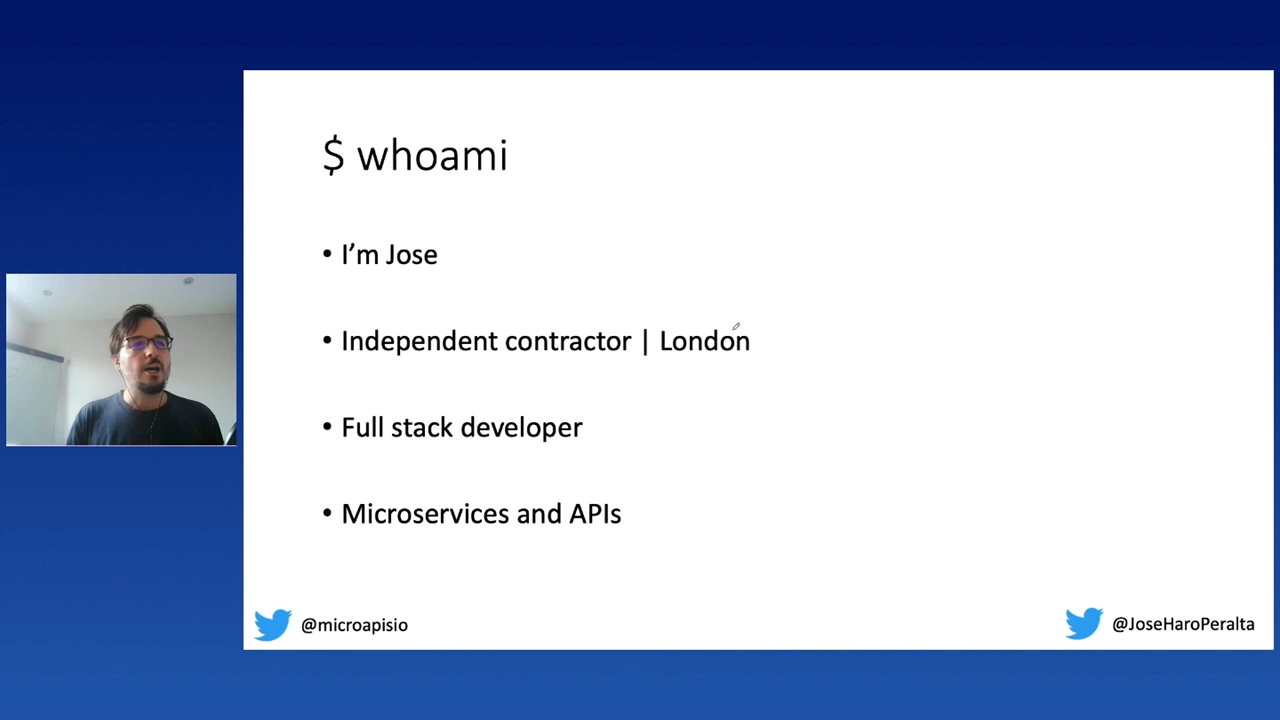 $ whoami
• I’m Jose
• Independent contractor | London
• Full stack developer
• Microservices and APIs
@microapisio
@JoseHaroPeralta